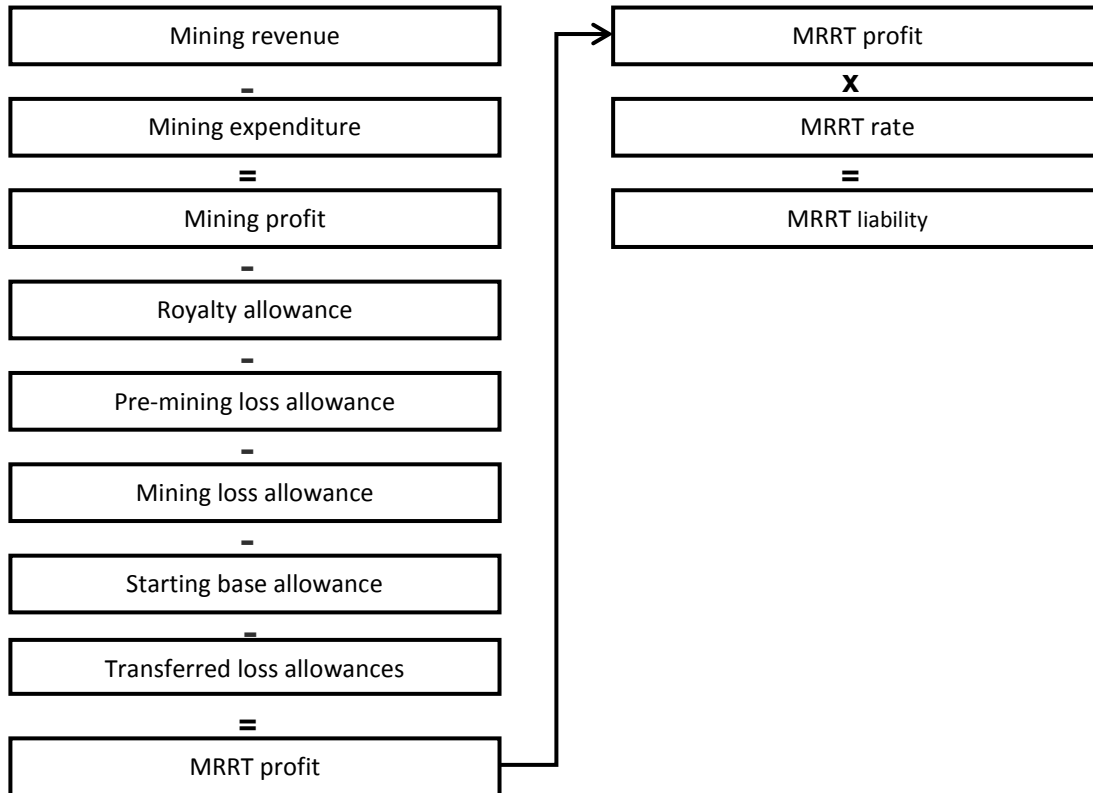 Mining revenue
-
Mining expenditure
=
Mining profit
-
Royalty allowance
-
Pre-mining loss allowance
-
Mining loss allowance
-
Starting base allowance
-
Transferred loss allowances
=
MRRT profit
MRRT profit
x
MRRT rate
=
MRRT liability